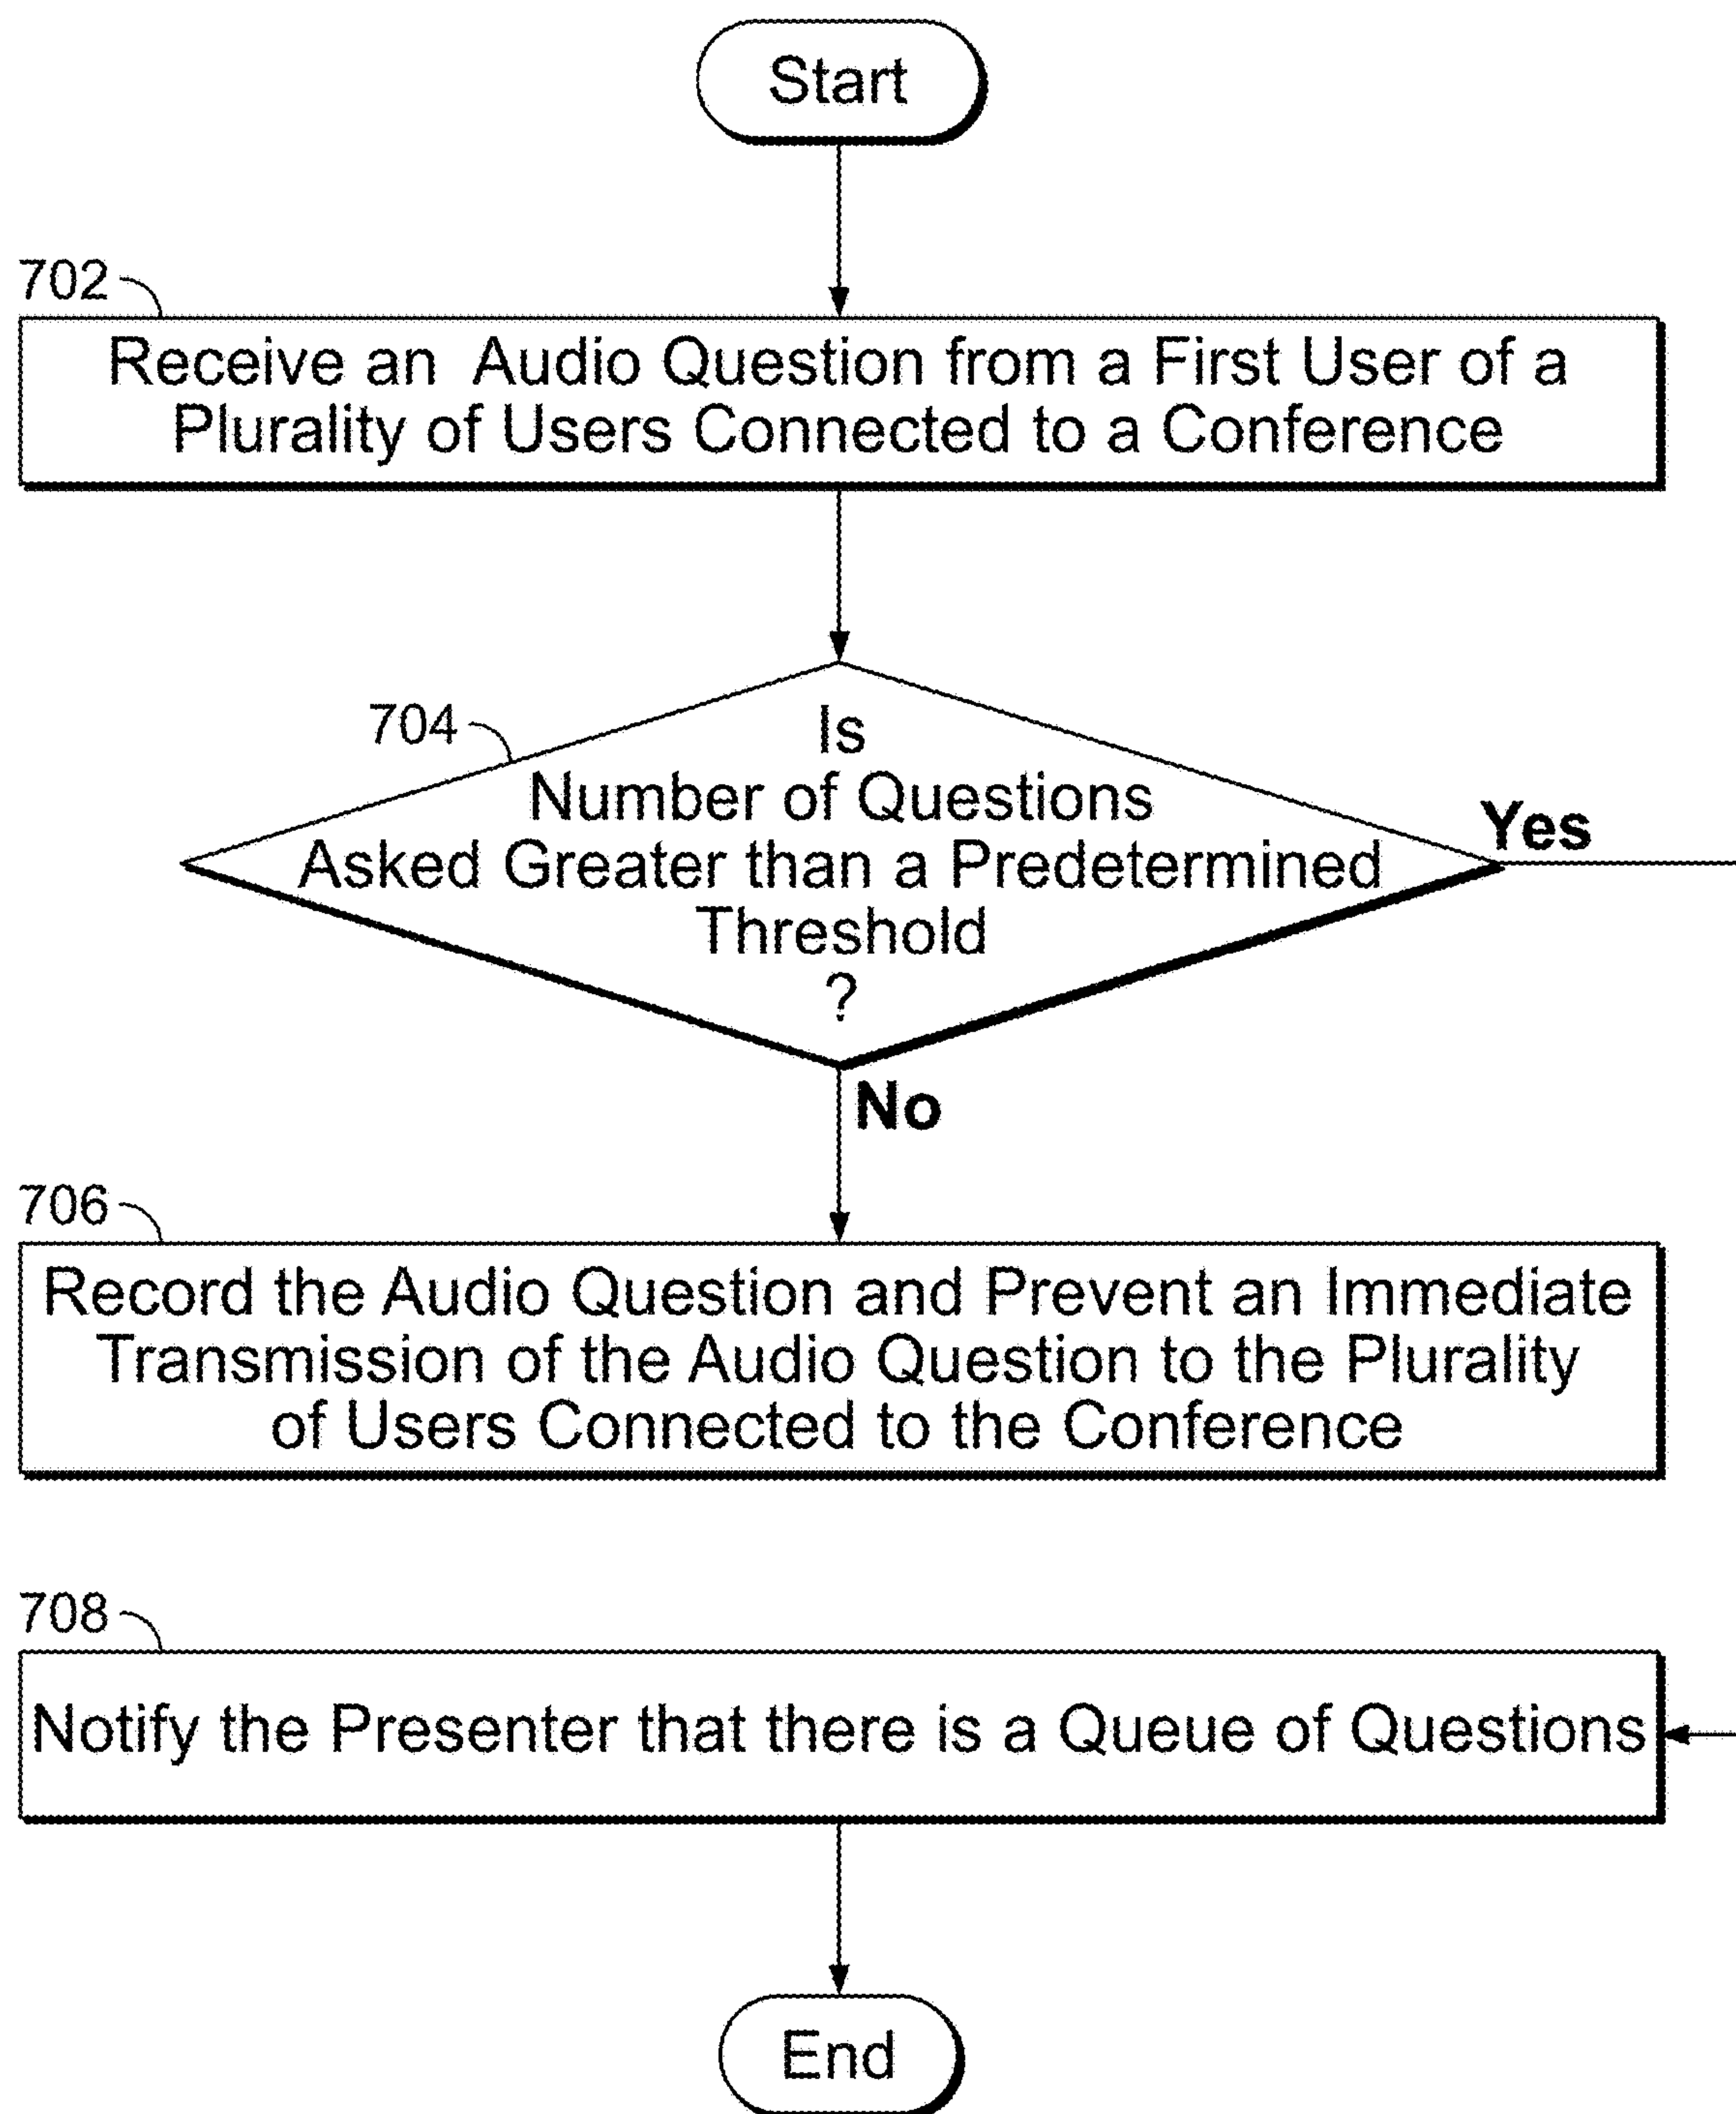 Start
702
Receive an Audio Question from a First User of a
Plurality of Users Connected to a Conference
704
Is
Number of Questions
Asked Greater than a Predetermined
Threshold
?
Yes
No
706
Record the Audio Question and Prevent an Immediate
Transmission of the Audio Question to the Plurality
of Users Connected to the Conference
708
Notify the Presenter that there is a Queue of Questions
End